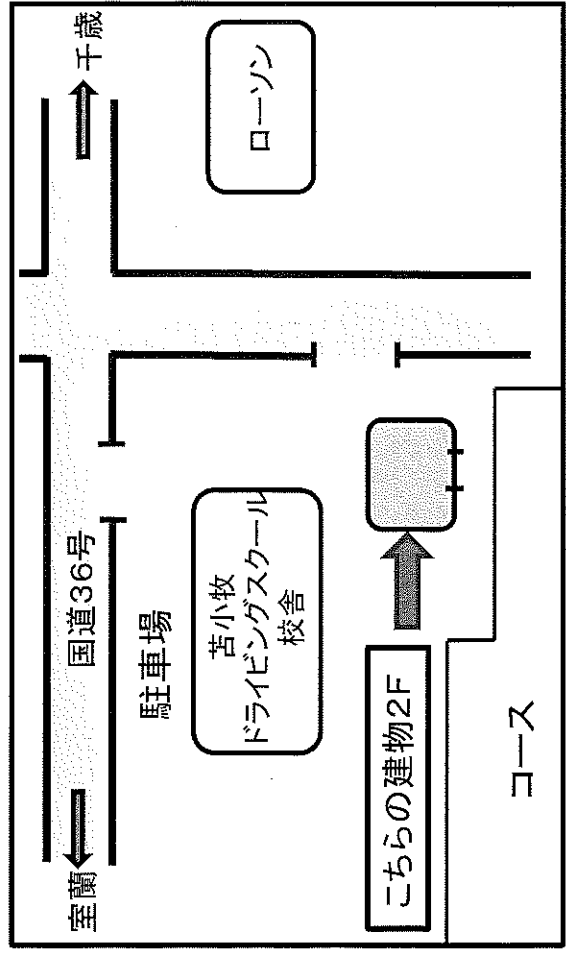 室蘭
国道36号
千歳
駐車場
苫小牧
ドライビングスクール
校舎
ローソン
こちらの建物2F
コース